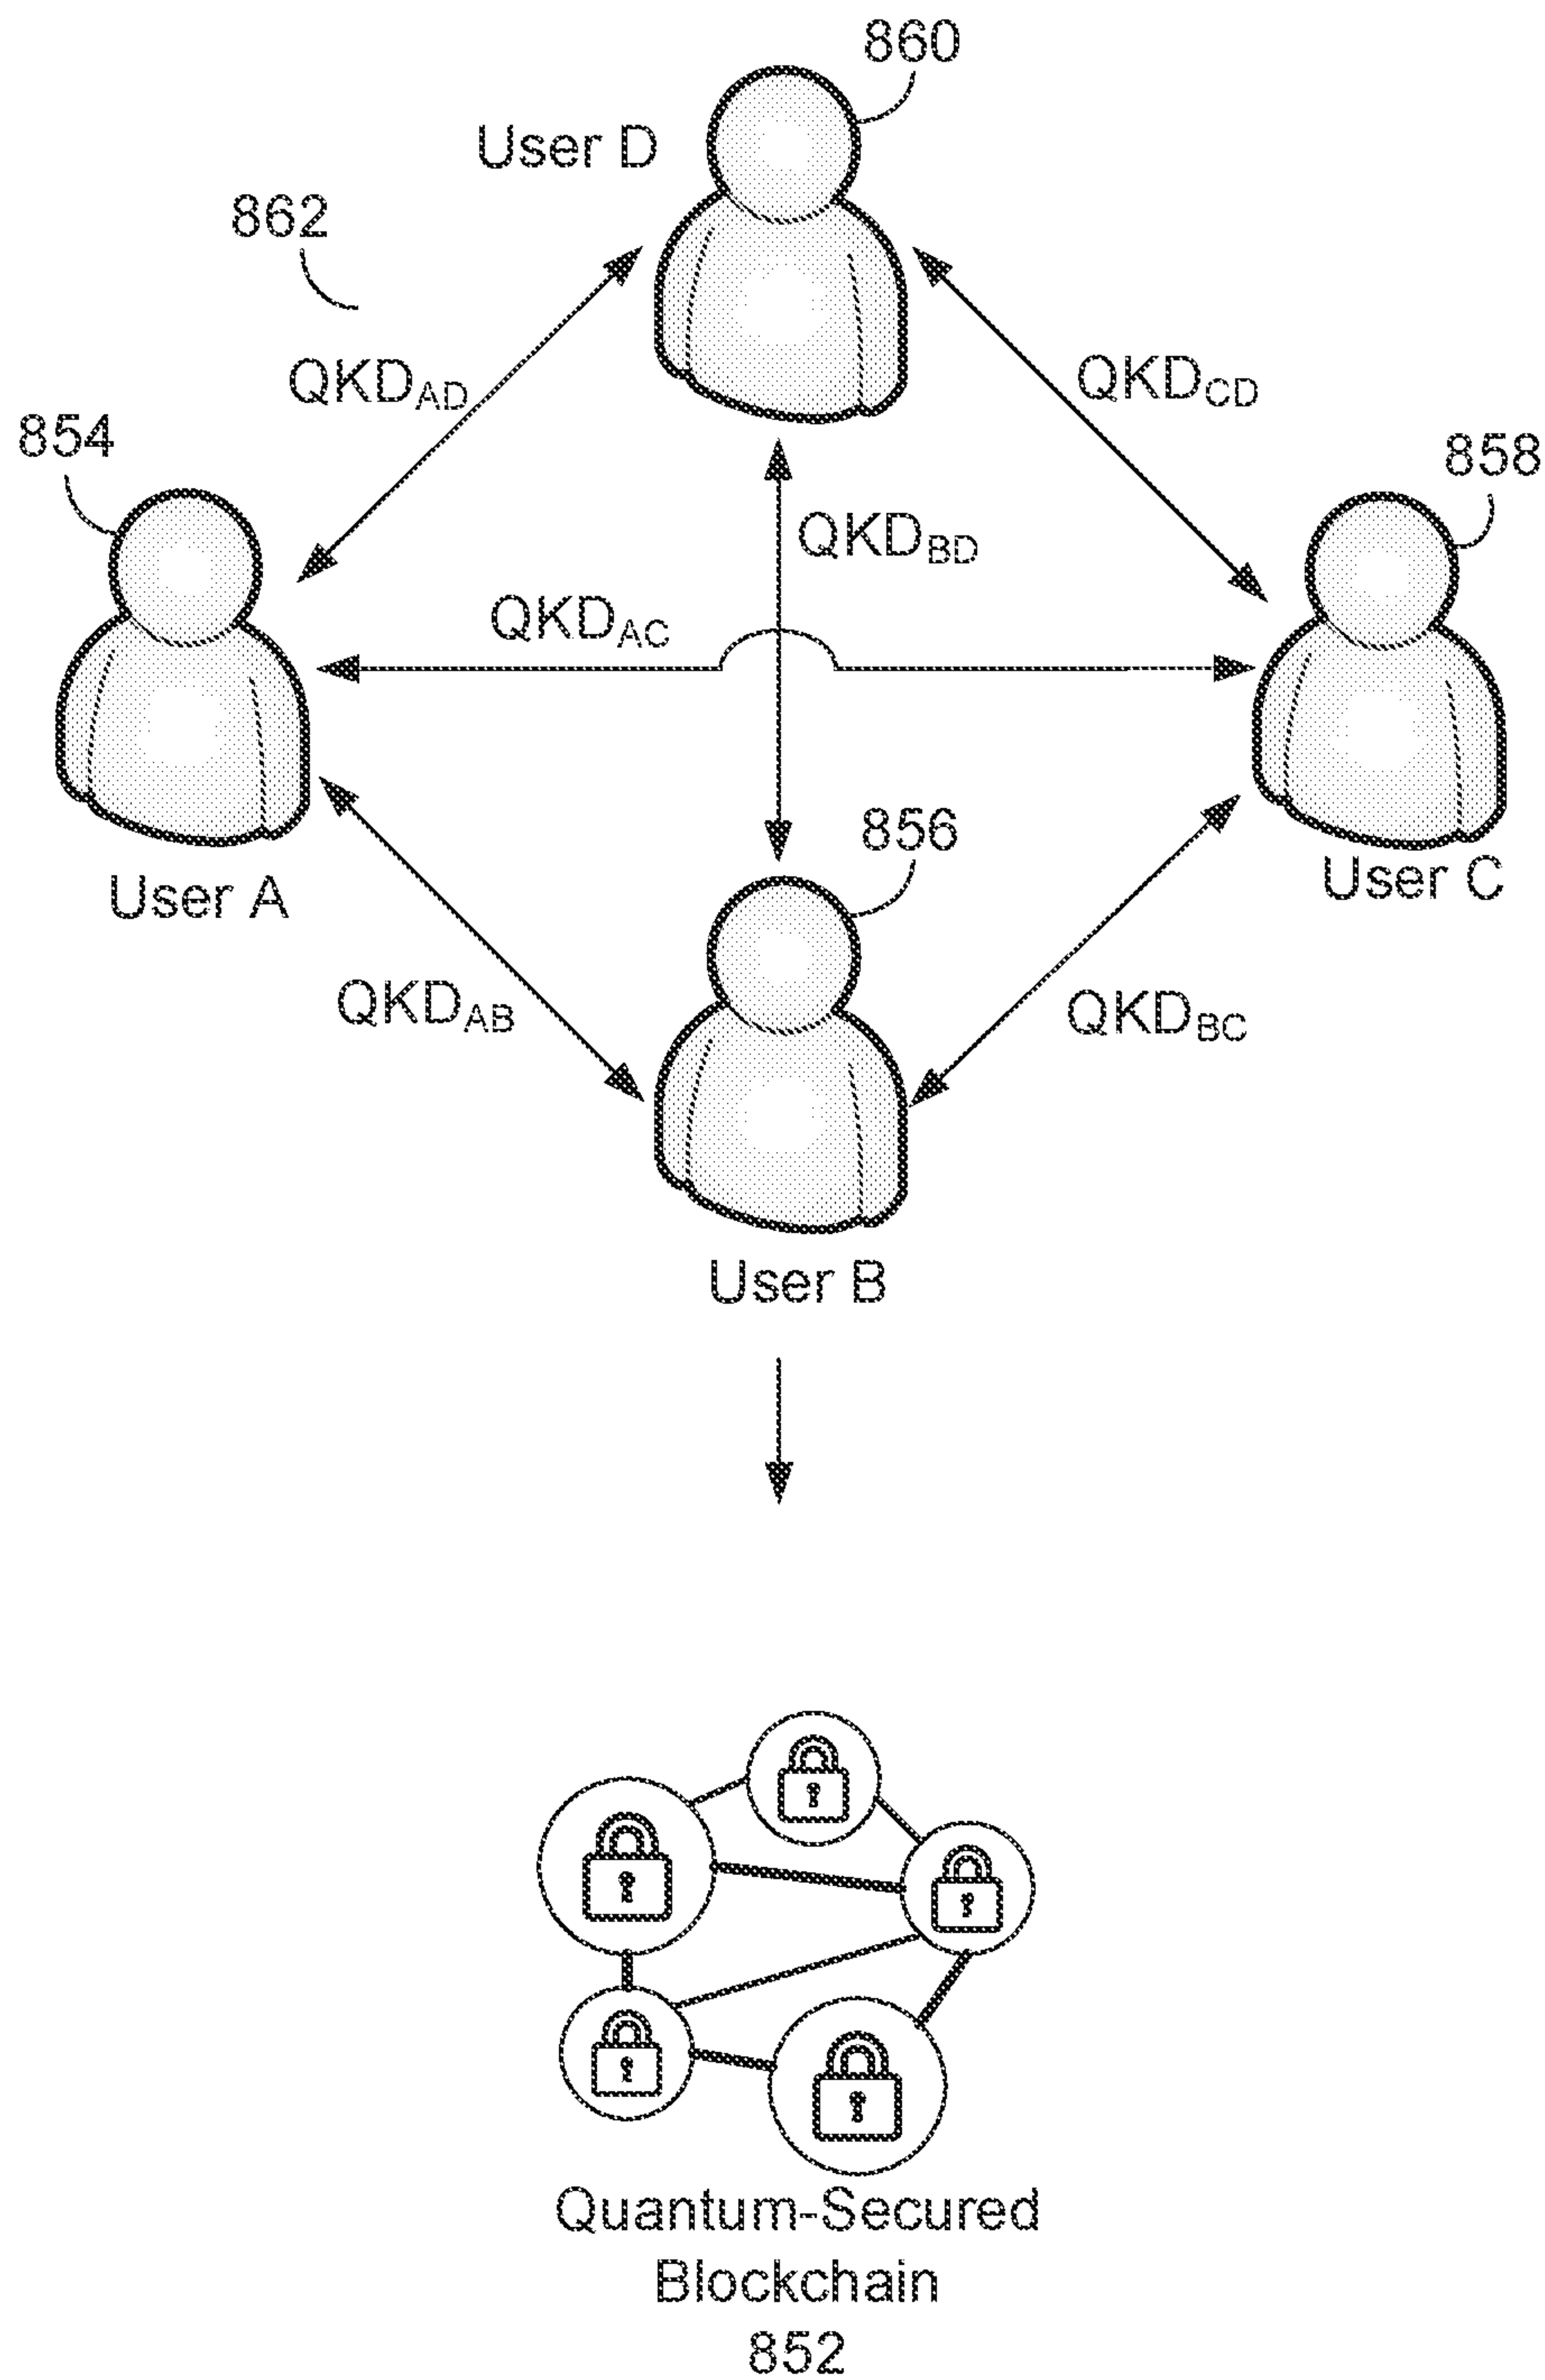 860
User D
862
QKDAD
QKDCD
854
858
QKDBD
QKDAC
856
User A
User C
QKDAB
QKDBC
User B
Quantum-Secured
Blockchain
852